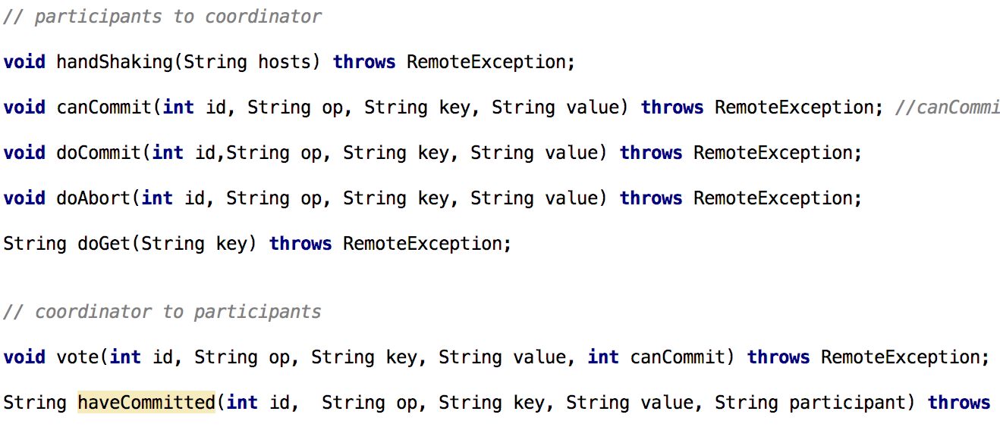 // participants to coordinator
void handShaking(String hosts) throws RemoteException;
void canCommit(int id, String op, String key, String value) throws RemoteException; //canCommi
void doCommit(int id,String op, String key, String value) throws RemoteException;
void doAbort(int id, String op, String key, String value) throws RemoteException;
String doGet(String key) throws RemoteException;
// coordinator to participants
void vote(int id, String op, String key, String value, int canCommit) throws RemoteException;
String haveCommitted(int id,  String op, String key, String value, String participant) throws